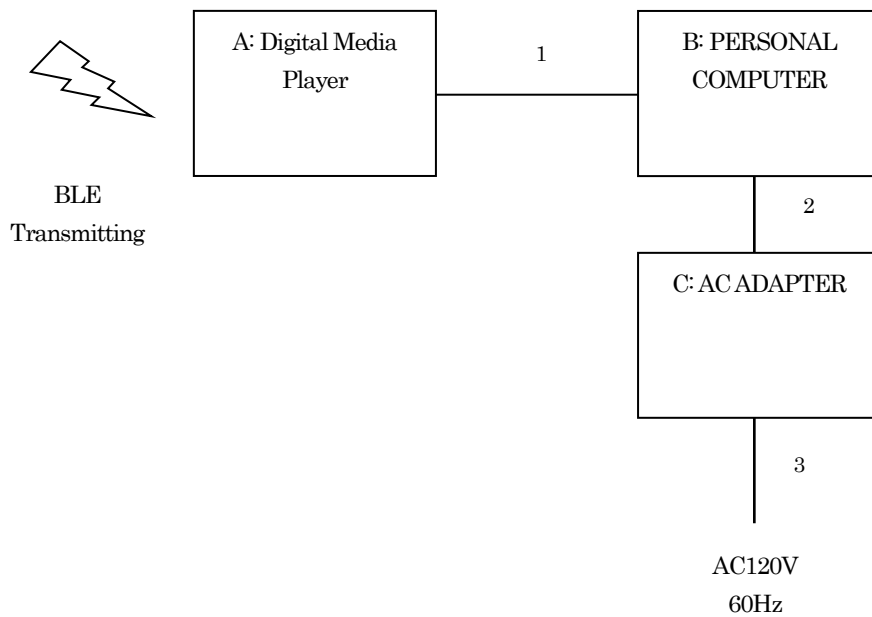 A: Digital Media
Player
1
B: PERSONAL
COMPUTER
BLE
Transmitting
2
C: AC ADAPTER
3
AC120V
60Hz